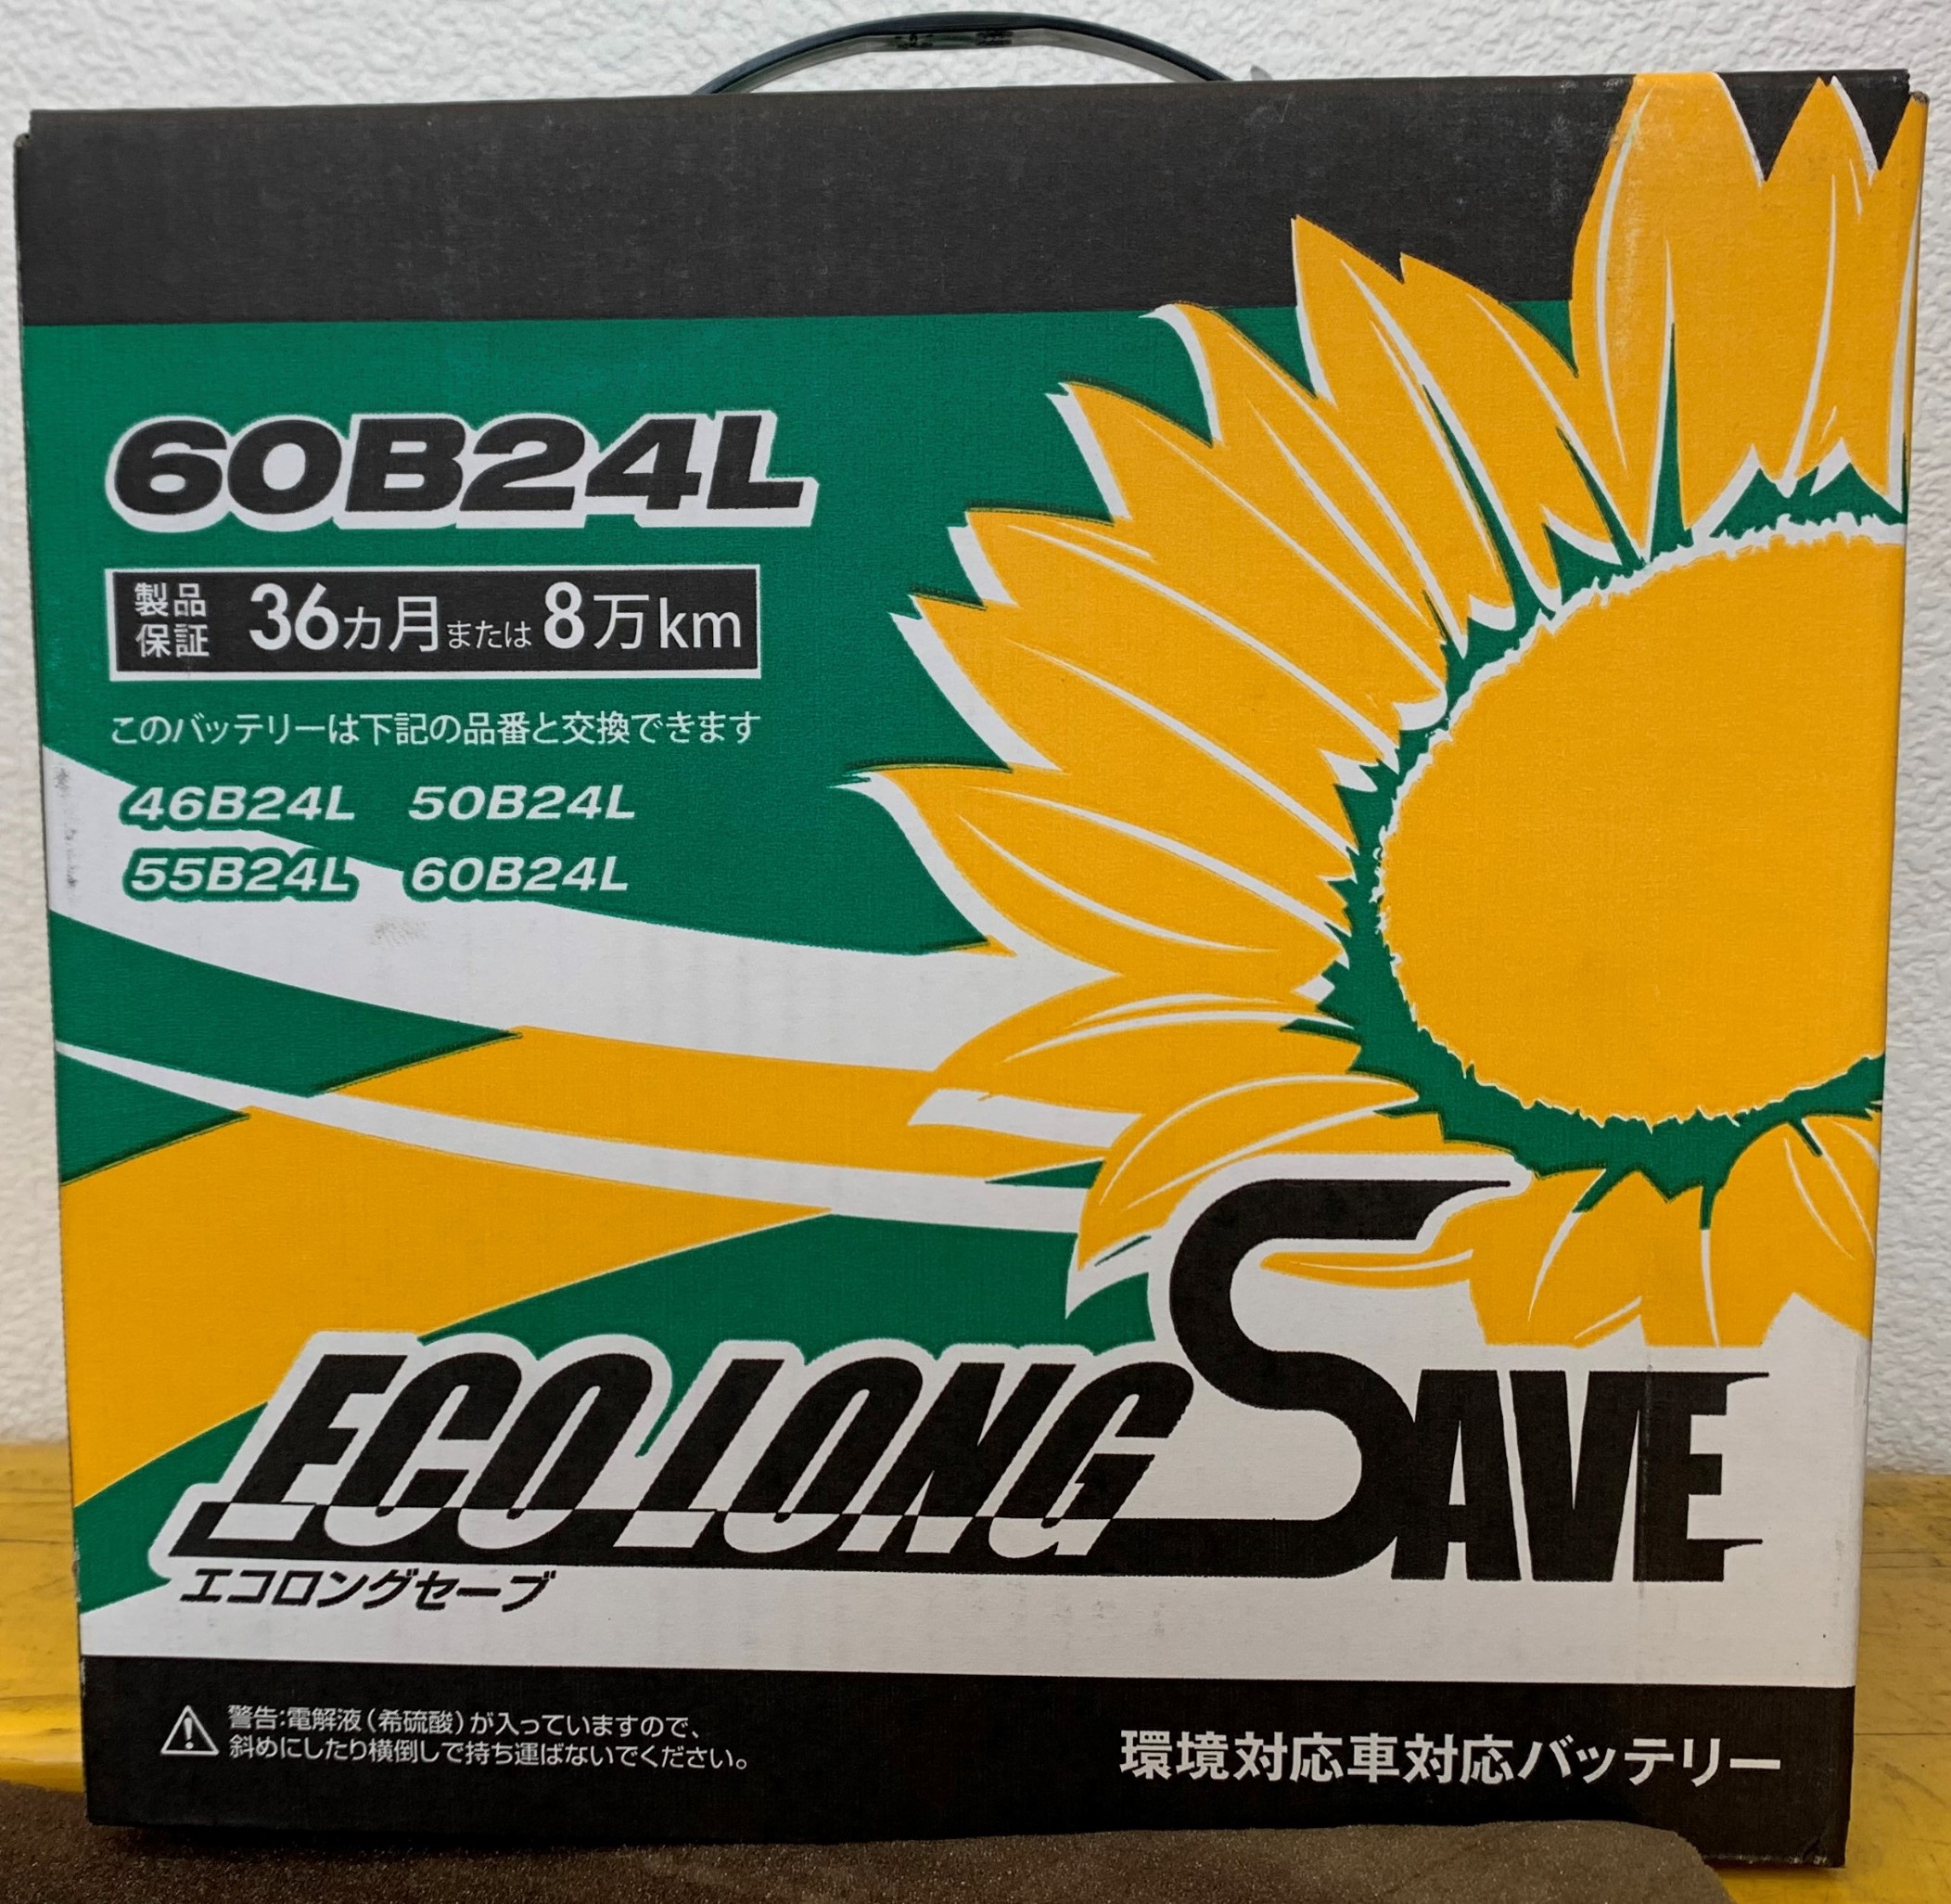 60B24L
製品保証 36カ月または8万km
このバッテリーは下記の品番と交換できます
46B24L 50B24L
55B24L 60B24L
ECO LONG SAVE
エコロングセーブ
警告:電解液(希硫酸)が入っていますので、
斜めにしたり横倒しで持ち運ばないでください。
環境対応車対応バッテリー